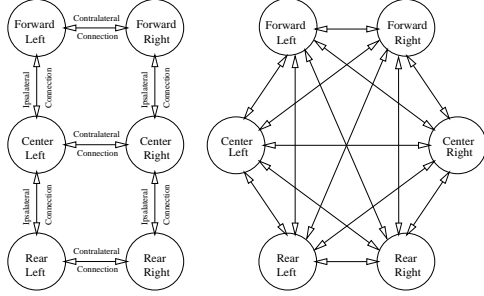 Forward
Left
Contralateral
Connection
Forward
Right
Ipsalateral
Connection
Ipsalateral
Connection
Center
Left
Contralateral
Connection
Center
Right
Ipsalateral
Connection
Ipsalateral
Connection
Rear
Left
Contralateral
Connection
Rear
Right
Forward
Left
Forward
Right
Center
Left
Center
Right
Rear
Left
Rear
Right